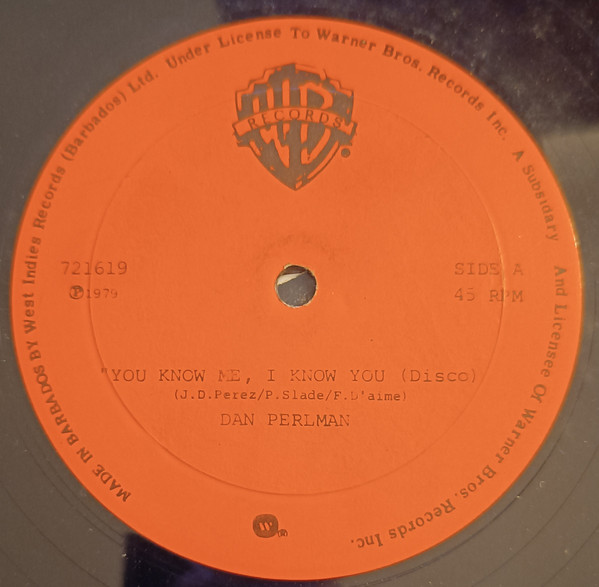 MADE IN BARBADOS BY West Indies Records (Barbados) Ltd. Under License To Warner Bros. Records Inc. A Subsidary And Licensee Of Warner Bros. Records Inc.
WB
RECORDS
®
721619
Ⓟ1979
SIDE A
45 RPM
"YOU KNOW ME, I KNOW YOU (Disco)
(J.D.Perez/P.Slade/F.D'aime)
DAN PERLMAN
W